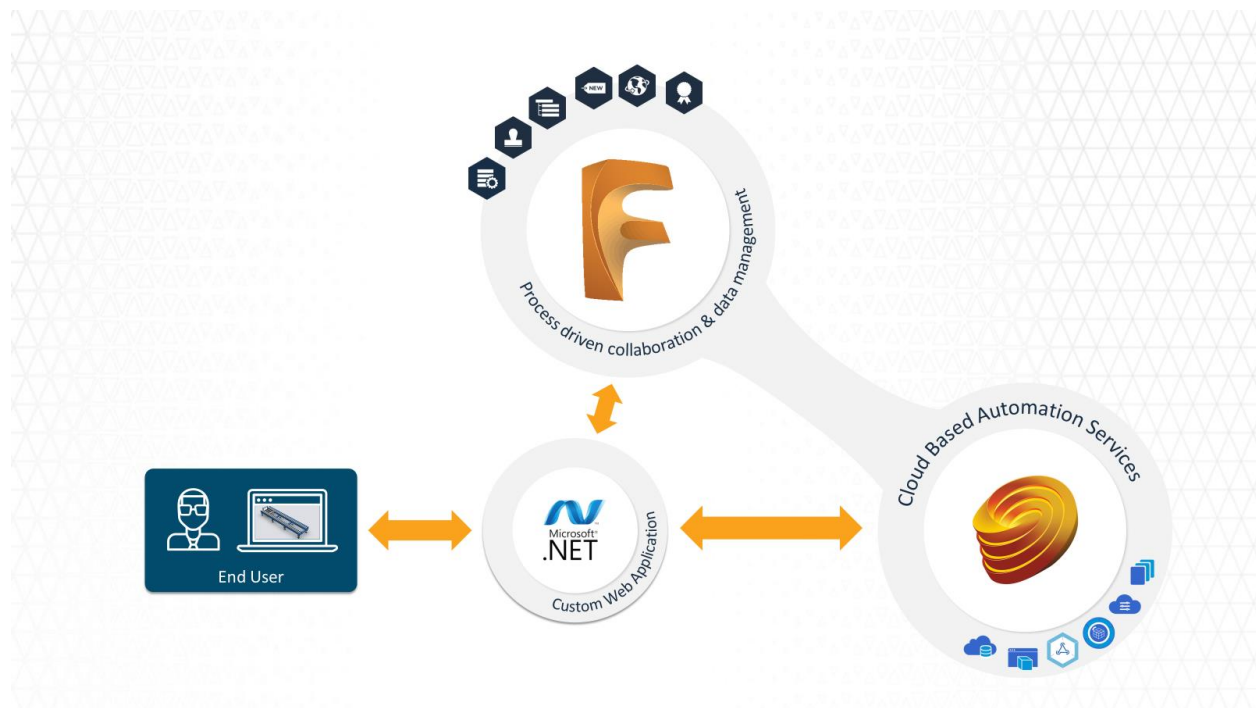 NEW
F
Process driven collaboration & data management
Cloud Based Automation Services
Microsoft®
.NET
Custom Web Application
End User